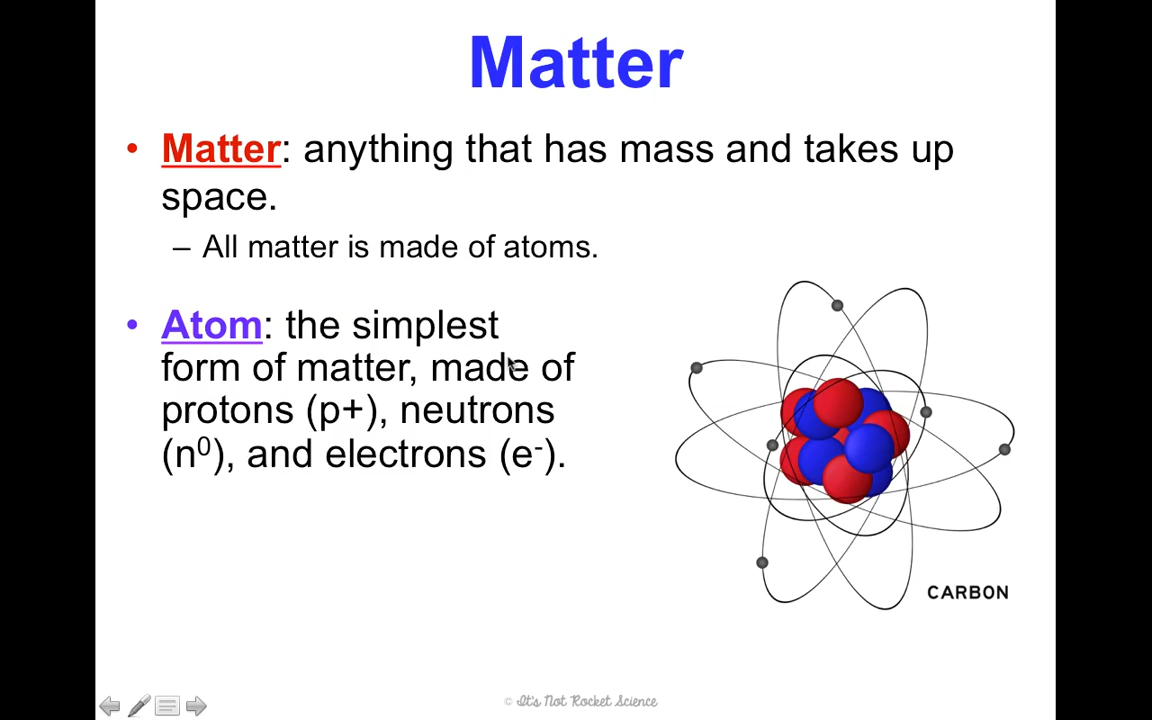 Matter
• Matter: anything that has mass and takes up
space.
– All matter is made of atoms.
• Atom: the simplest
form of matter, made of
protons (p+), neutrons
(n⁰), and electrons (e⁻).
CARBON
© It's Not Rocket Science